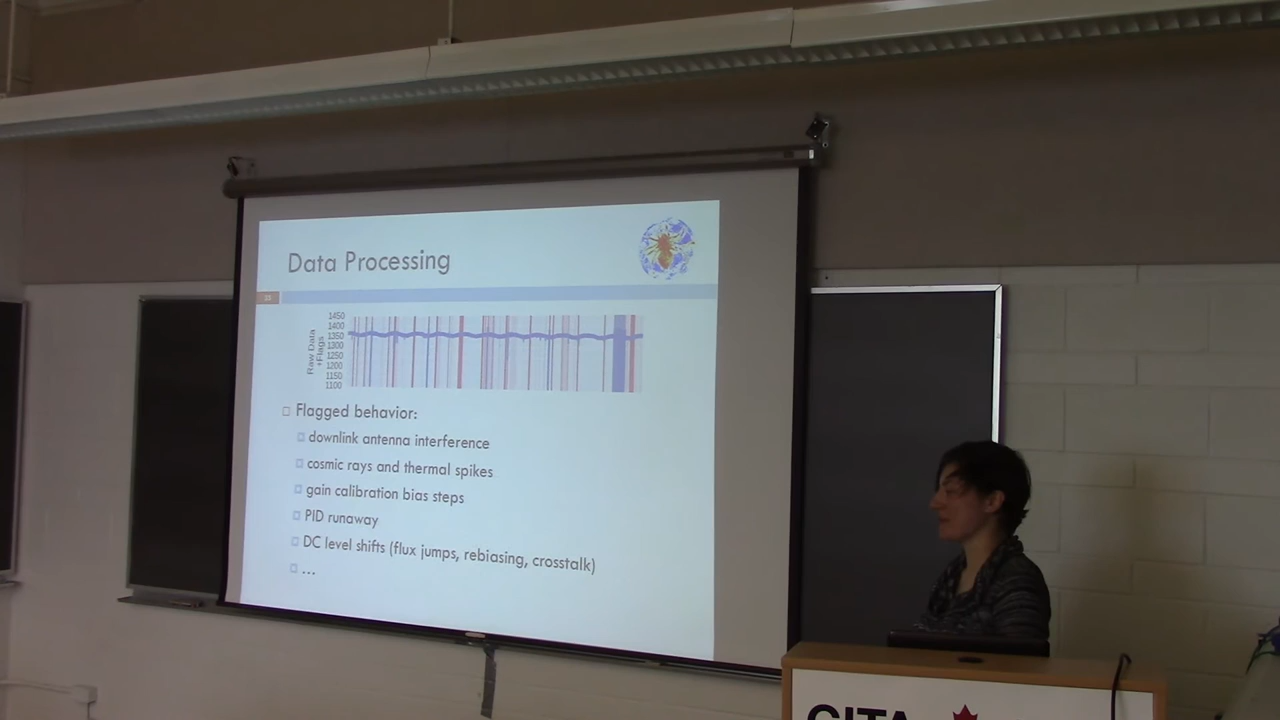 Data Processing
23
Raw Data
+Flags
1450
1400
1350
1300
1250
1200
1150
1100
Flagged behavior:
downlink antenna interference
cosmic rays and thermal spikes
gain calibration bias steps
PID runaway
DC level shifts (flux jumps, rebiasing, crosstalk)
...
CITA